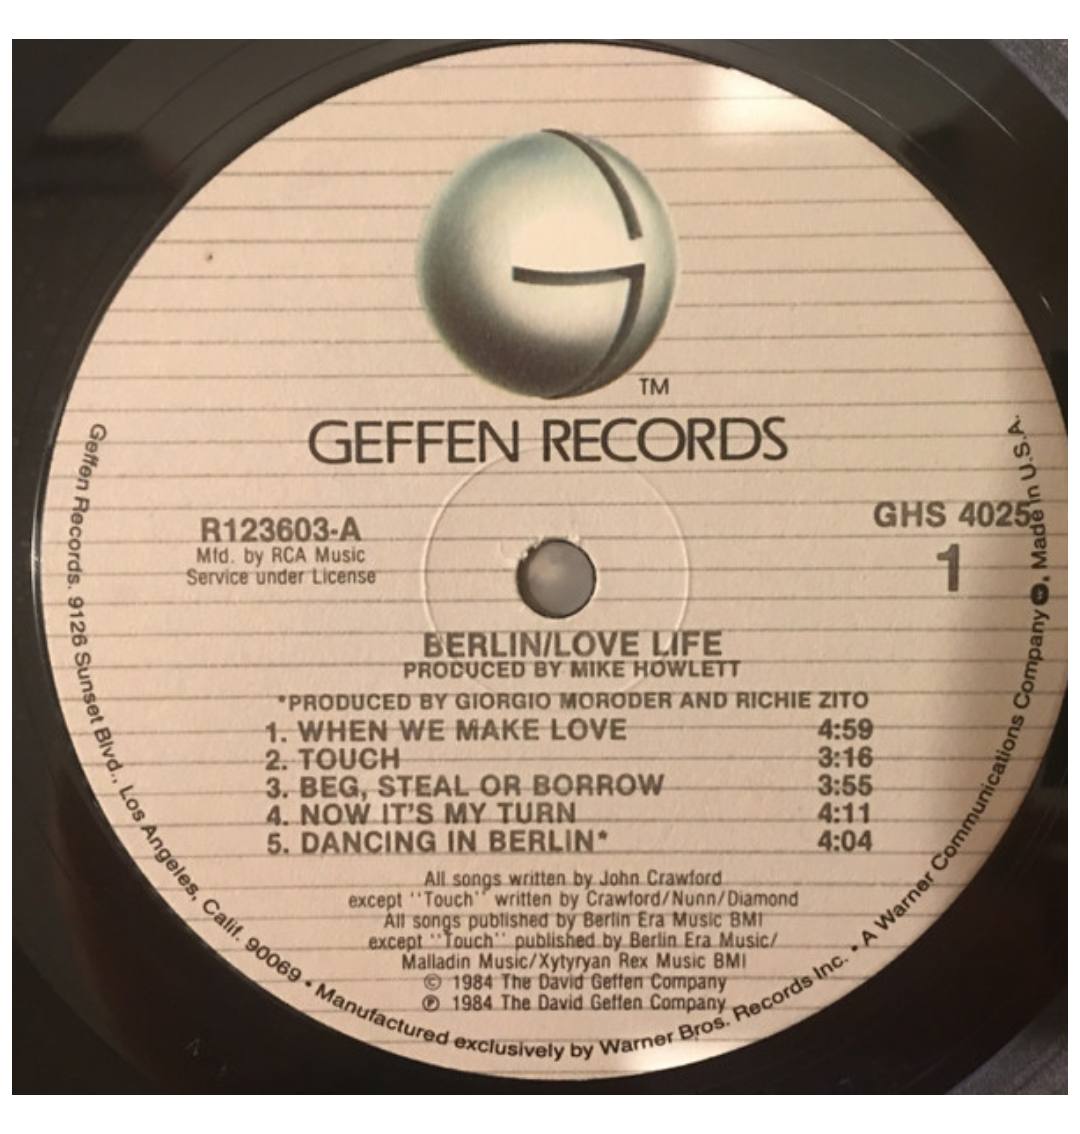 TM
GEFFEN RECORDS
R123603-A
Mfd. by RCA Music
Service under License
GHS 4025
1
BERLIN/LOVE LIFE
PRODUCED BY MIKE HOWLETT
*PRODUCED BY GIORGIO MORODER AND RICHIE ZITO
1. WHEN WE MAKE LOVE 4:59
2. TOUCH 3:16
3. BEG, STEAL OR BORROW 3:55
4. NOW IT'S MY TURN 4:11
5. DANCING IN BERLIN* 4:04
All songs written by John Crawford
except "Touch" written by Crawford/Nunn/Diamond
All songs published by Berlin Era Music BMI
except "Touch" published by Berlin Era Music/
Malladin Music/Xytyryan Rex Music BMI
© 1984 The David Geffen Company
℗ 1984 The David Geffen Company
Geffen Records. 9126 Sunset Blvd., Los Angeles, Calif. 90069 • Manufactured exclusively by Warner Bros. Records Inc. • A Warner Communications Company. Made in U.S.A.